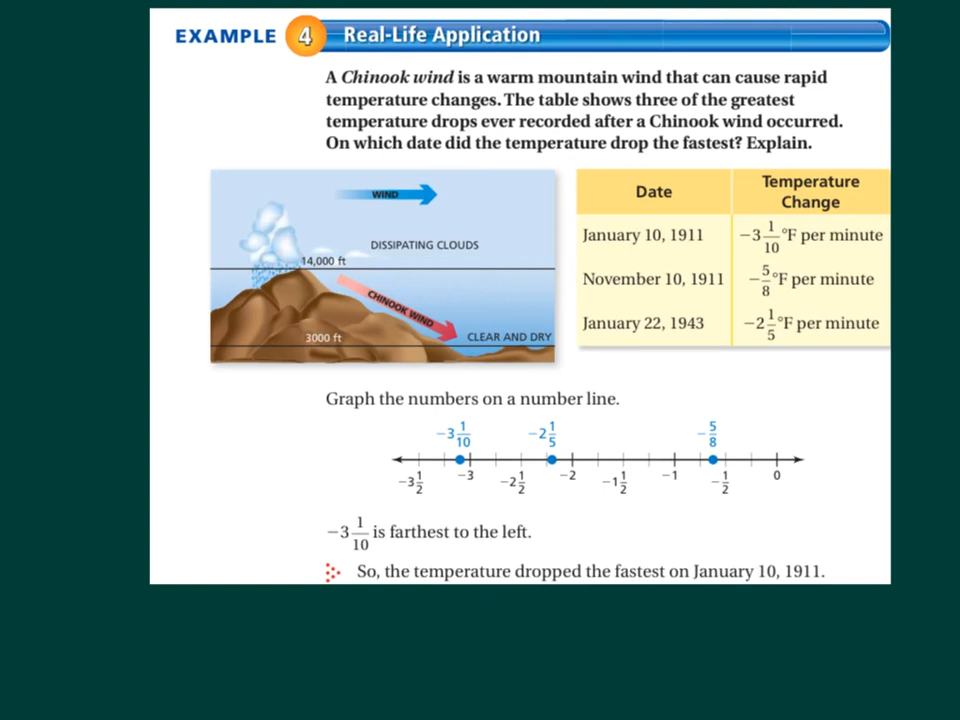 EXAMPLE 4 Real-Life Application
A Chinook wind is a warm mountain wind that can cause rapid
temperature changes. The table shows three of the greatest
temperature drops ever recorded after a Chinook wind occurred.
On which date did the temperature drop the fastest? Explain.
WIND
DISSIPATING CLOUDS
14,000 ft
CHINOOK WIND
3000 ft
CLEAR AND DRY
Date
Temperature
Change
January 10, 1911 −3 1/10 °F per minute
November 10, 1911 −5/8 °F per minute
January 22, 1943 −2 1/5 °F per minute
Graph the numbers on a number line.
−3 1/10 −2 1/5 −5/8
−3 1/2 −3 −2 1/2 −2 −1 1/2 −1 −1/2 0
−3 1/10 is farthest to the left.
So, the temperature dropped the fastest on January 10, 1911.